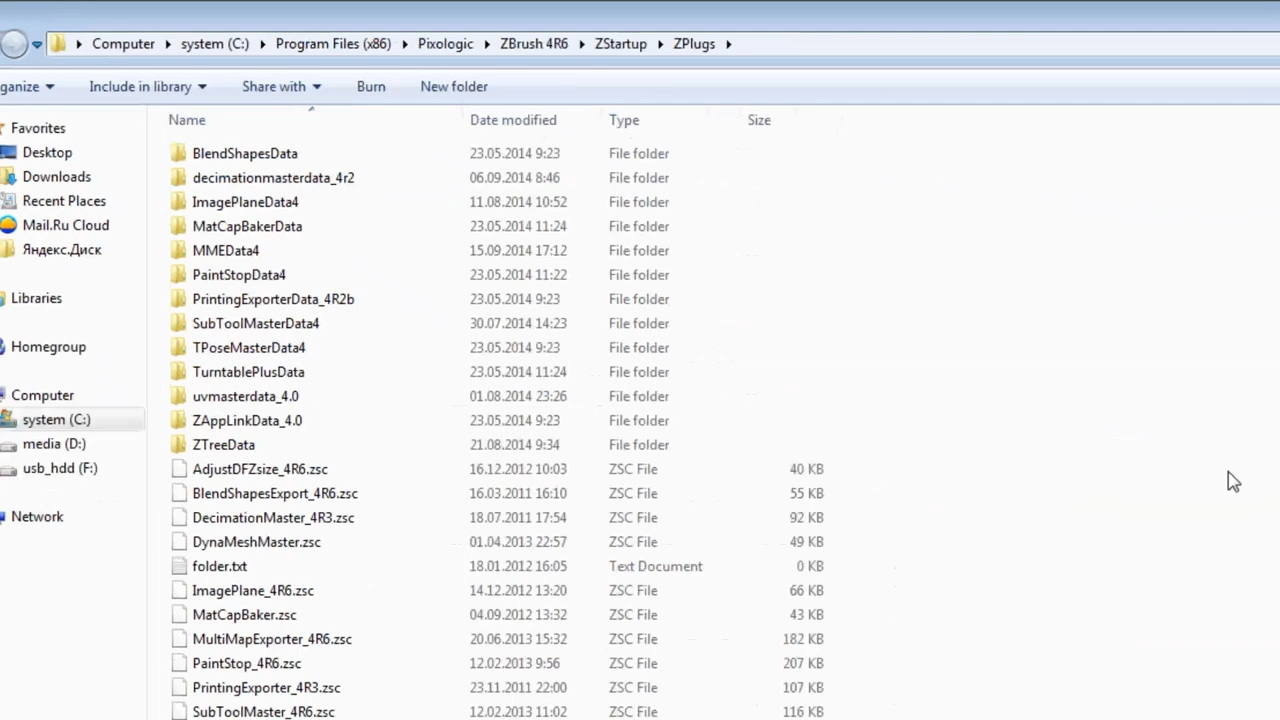 Computer system (C:) Program Files (x86) Pixologic ZBrush 4R6 ZStartup ZPlugs
ganize Include in library Share with Burn New folder
Name Date modified Type Size
Favorites
Desktop
Downloads
Recent Places
Mail.Ru Cloud
Яндекс.Диск
Libraries
Homegroup
Computer
system (C:)
media (D:)
usb_hdd (F:)
Network
BlendShapesData 23.05.2014 9:23 File folder
decimationmasterdata_4r2 06.09.2014 8:46 File folder
ImagePlaneData4 11.08.2014 10:52 File folder
MatCapBakerData 23.05.2014 11:24 File folder
MMEData4 15.09.2014 17:12 File folder
PaintStopData4 23.05.2014 11:22 File folder
PrintingExporterData_4R2b 23.05.2014 9:23 File folder
SubToolMasterData4 30.07.2014 14:23 File folder
TPoseMasterData4 23.05.2014 9:23 File folder
TurntablePlusData 23.05.2014 11:24 File folder
uvmasterdata_4.0 01.08.2014 23:26 File folder
ZAppLinkData_4.0 23.05.2014 9:23 File folder
ZTreeData 21.08.2014 9:34 File folder
AdjustDFZsize_4R6.zsc 16.12.2012 10:03 ZSC File 40 KB
BlendShapesExport_4R6.zsc 16.03.2011 16:10 ZSC File 55 KB
DecimationMaster_4R3.zsc 18.07.2011 17:54 ZSC File 92 KB
DynaMeshMaster.zsc 01.04.2013 22:57 ZSC File 49 KB
folder.txt 18.01.2012 16:05 Text Document 0 KB
ImagePlane_4R6.zsc 14.12.2012 13:20 ZSC File 66 KB
MatCapBaker.zsc 04.09.2012 13:32 ZSC File 43 KB
MultiMapExporter_4R6.zsc 20.06.2013 15:32 ZSC File 182 KB
PaintStop_4R6.zsc 12.02.2013 9:56 ZSC File 207 KB
PrintingExporter_4R3.zsc 23.11.2011 22:00 ZSC File 107 KB
SubToolMaster_4R6.zsc 12.02.2013 11:02 ZSC File 116 KB